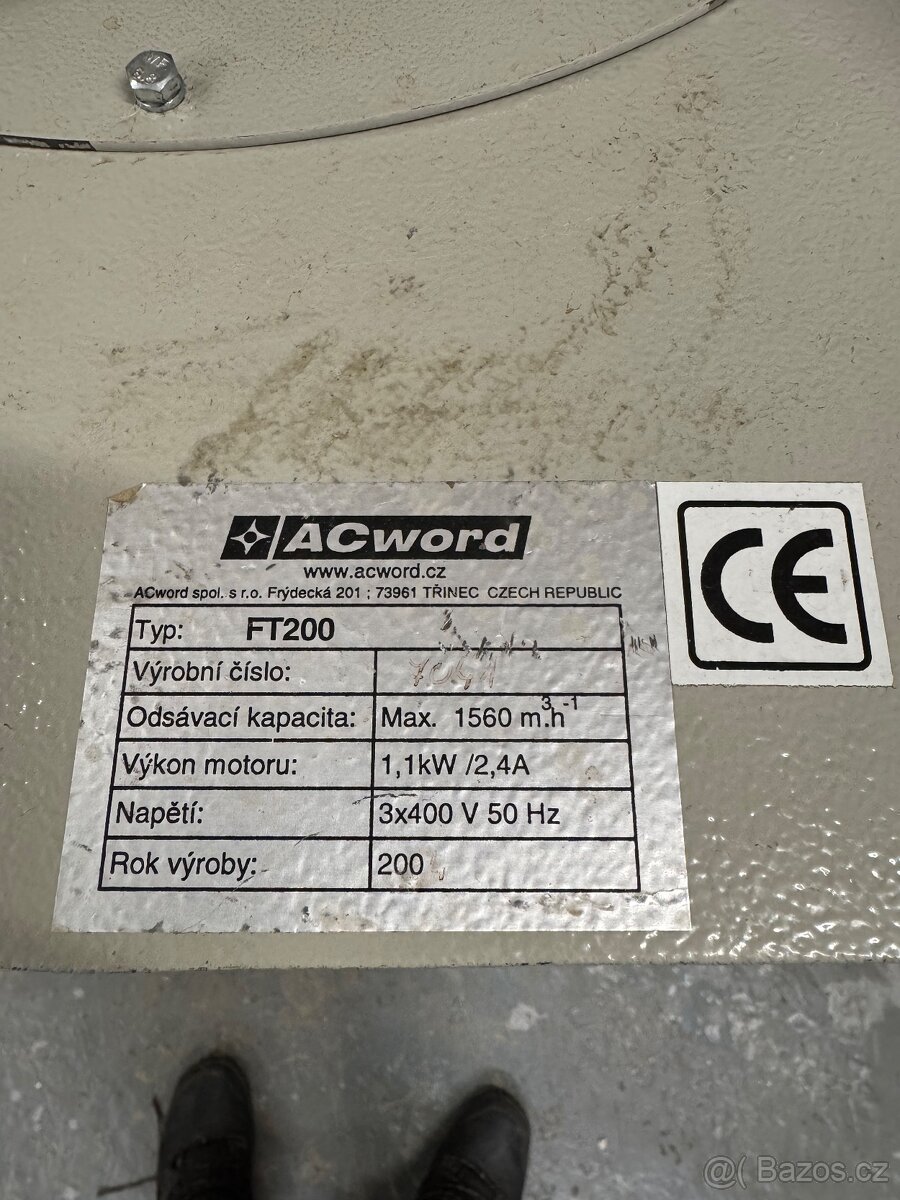 ACword
www.acword.cz
ACword spol. s r.o. Frýdecká 201 ; 73961 TŘINEC CZECH REPUBLIC
Typ: FT200
Výrobní číslo:
Odsávací kapacita: Max. 1560 m³.h⁻¹
Výkon motoru: 1,1kW /2,4A
Napětí: 3x400 V 50 Hz
Rok výroby: 200
CE
@( Bazos.cz